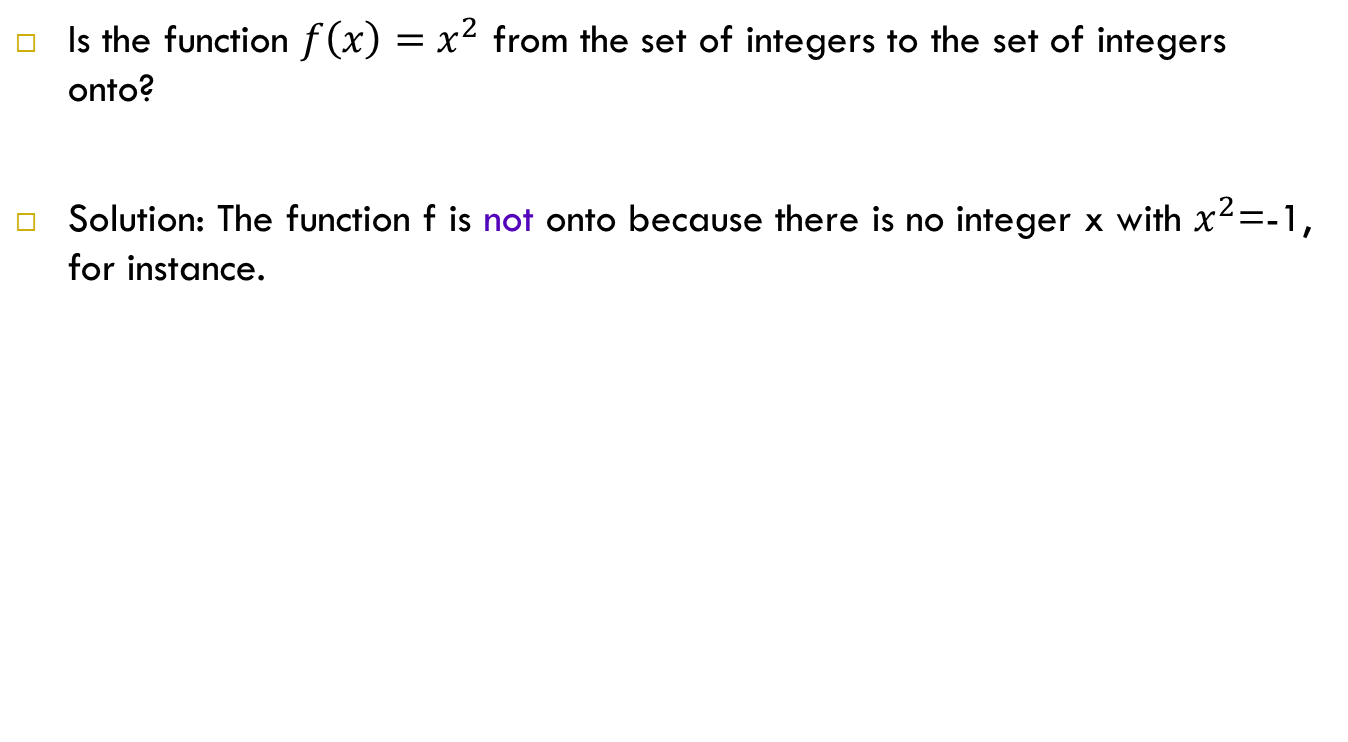 Is the function f(x) = x² from the set of integers to the set of integers
onto?
Solution: The function f is not onto because there is no integer x with x²=-1,
for instance.